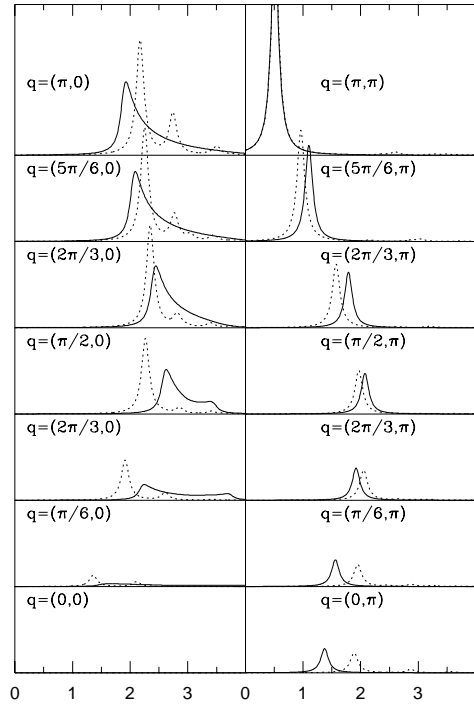 q=(π,0) q=(π,π)
q=(5π/6,0) q=(5π/6,π)
q=(2π/3,0) q=(2π/3,π)
q=(π/2,0) q=(π/2,π)
q=(2π/3,0) q=(2π/3,π)
q=(π/6,0) q=(π/6,π)
q=(0,0) q=(0,π)
0 1 2 3 0 1 2 3